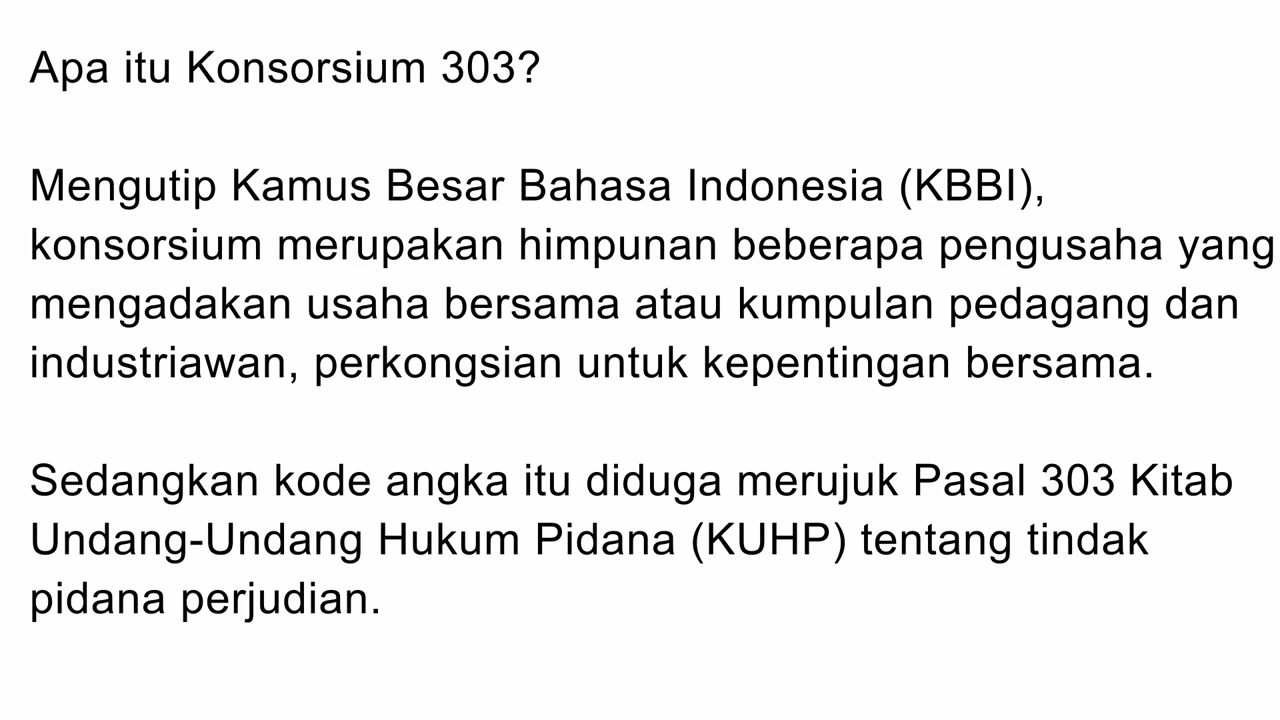 Apa itu Konsorsium 303?
Mengutip Kamus Besar Bahasa Indonesia (KBBI),
konsorsium merupakan himpunan beberapa pengusaha yang
mengadakan usaha bersama atau kumpulan pedagang dan
industriawan, perkongsian untuk kepentingan bersama.
Sedangkan kode angka itu diduga merujuk Pasal 303 Kitab
Undang-Undang Hukum Pidana (KUHP) tentang tindak
pidana perjudian.